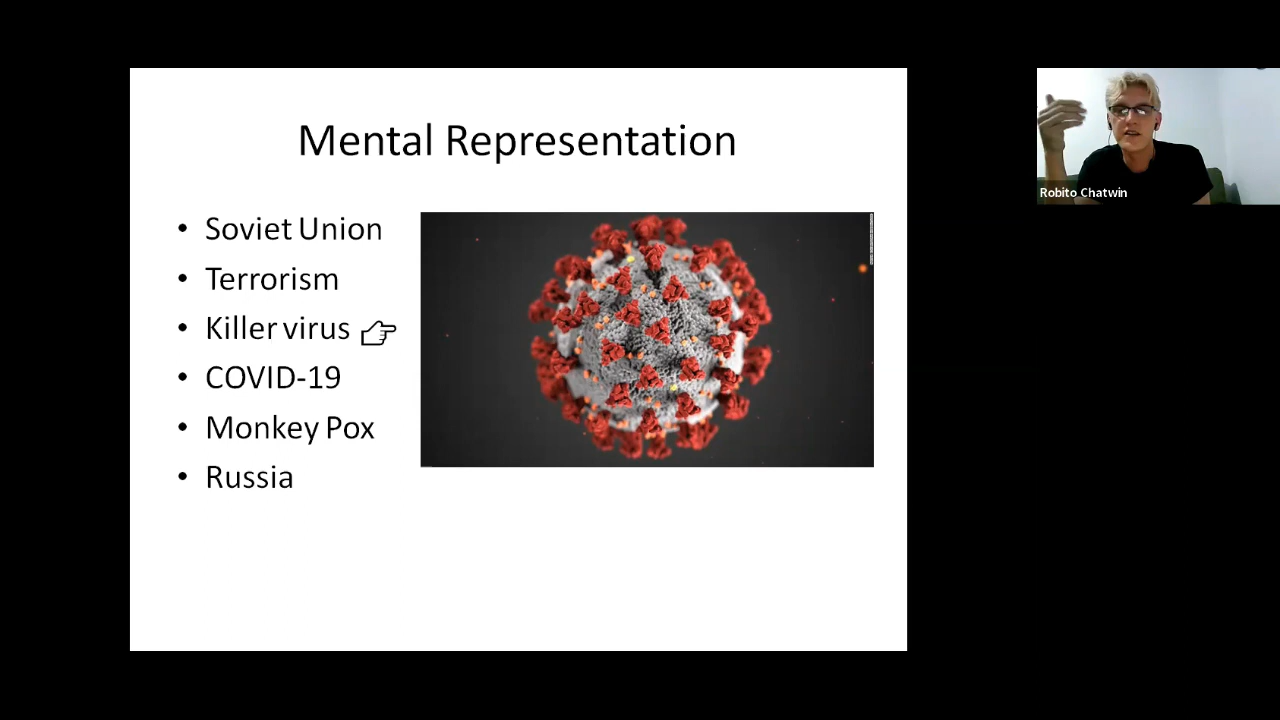 Mental Representation
• Soviet Union
• Terrorism
• Killer virus
• COVID-19
• Monkey Pox
• Russia
Robito Chatwin